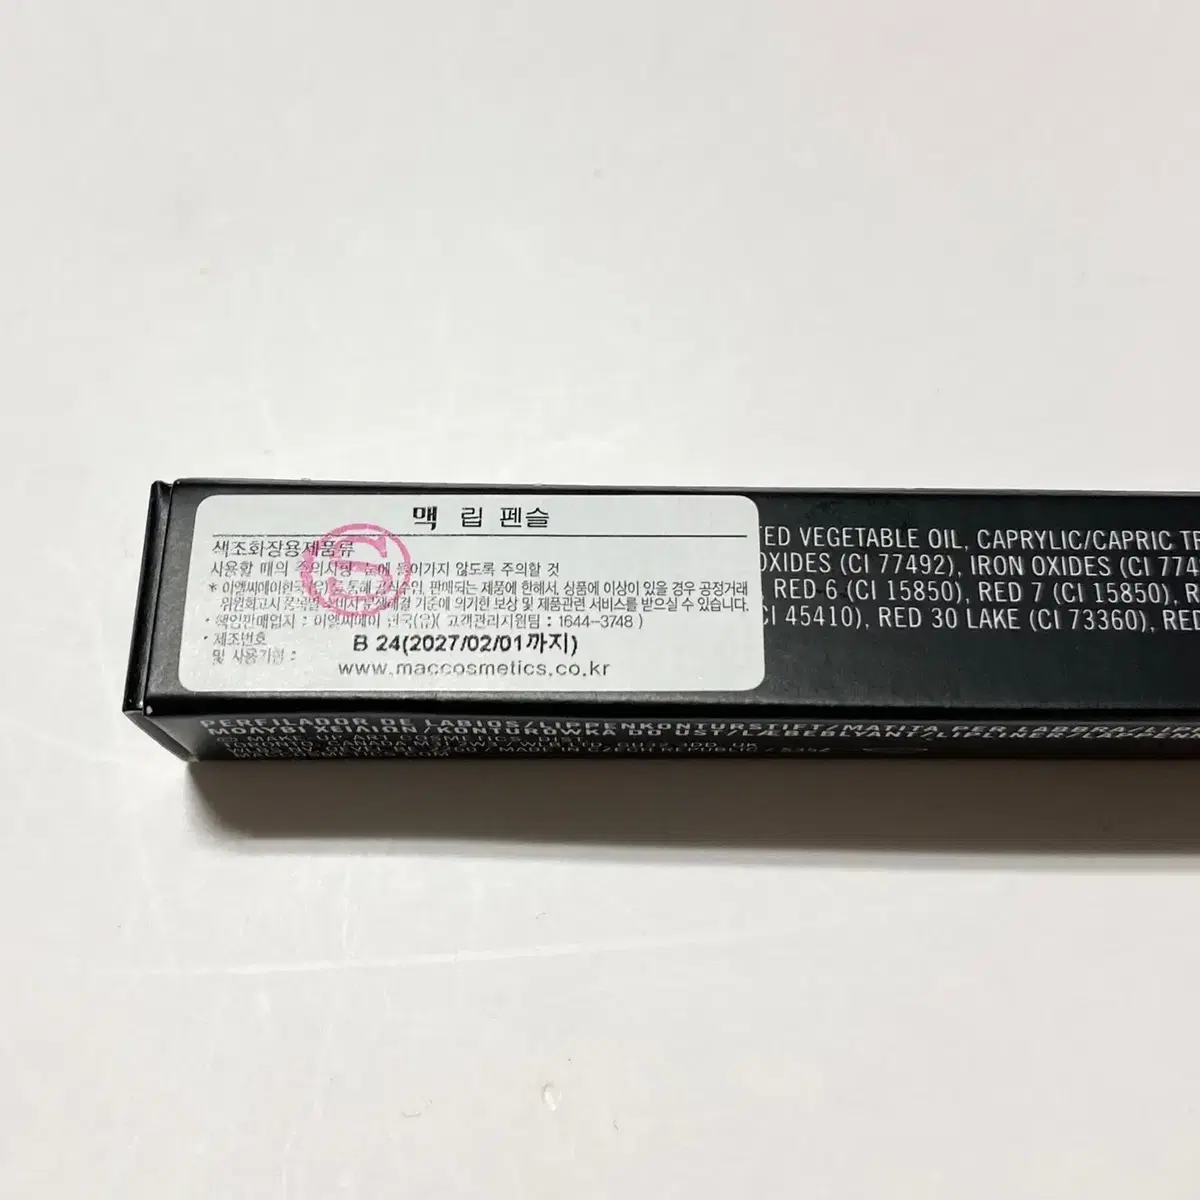 맥 립 펜슬
색조화장용제품류
사용할 때의 주의사항 눈에 들어가지 않도록 주의할 것
* 이엘씨에이한국 통해 공식수입, 판매되는 제품에 한해서, 상품에 이상이 있을 경우 공정거래
위원회고시 분쟁해결 기준에 의거한 보상 및 제품관련 서비스를 받으실 수 있습니다.
• 책임판매업자 : 이엘씨에이 한국(유)( 고객관리지원팀 : 1644-3748 )
• 제조번호
및 사용기한 : B 24(2027/02/01까지)
www.maccosmetics.co.kr
TED VEGETABLE OIL, CAPRYLIC/CAPRIC TR
OXIDES (CI 77492), IRON OXIDES (CI 774
RED 6 (CI 15850), RED 7 (CI 15850), R
CI 45410), RED 30 LAKE (CI 73360), RED
PERFILADOR DE LABIOS/LIPPENKONTURSTIFT/MATITA PER LABBRA/
ΜΟΛΥΒΙ ΧΕΙΛΙΩΝ/KONTURÓWKA DO UST/LÆBEBLYANT/